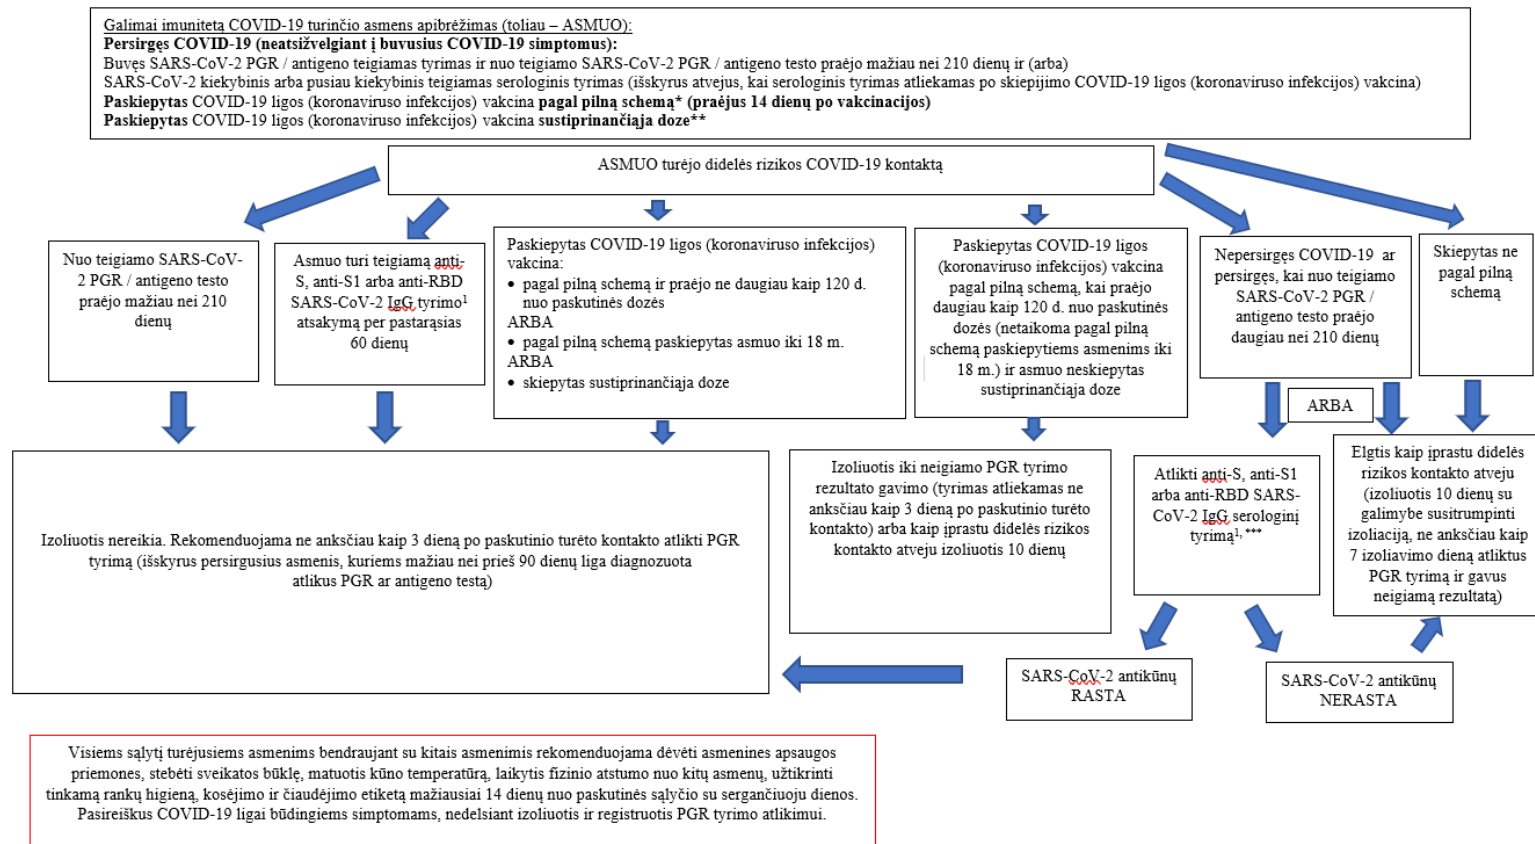 Galimai imunitetą COVID-19 turinčio asmens apibrėžimas (toliau – ASMUO):
Persirgęs COVID-19 (neatsižvelgiant į buvusius COVID-19 simptomus):
Buvęs SARS-CoV-2 PGR / antigeno teigiamas tyrimas ir nuo teigiamo SARS-CoV-2 PGR / antigeno testo praėjo mažiau nei 210 dienų ir (arba)
SARS-CoV-2 kiekybinis arba pusiau kiekybinis teigiamas serologinis tyrimas (išskyrus atvejus, kai serologinis tyrimas atliekamas po skiepijimo COVID-19 ligos (koronaviruso infekcijos) vakcina)
Paskiepytas COVID-19 ligos (koronaviruso infekcijos) vakcina pagal pilną schemą* (praėjus 14 dienų po vakcinacijos)
Paskiepytas COVID-19 ligos (koronaviruso infekcijos) vakcina sustiprinančiąja doze**
ASMUO turėjo didelės rizikos COVID-19 kontaktą
Nuo teigiamo SARS-CoV-
2 PGR / antigeno testo
praėjo mažiau nei 210
dienų
Asmuo turi teigiamą anti-
S, anti-S1 arba anti-RBD
SARS-CoV-2 IgG tyrimo¹
atsakymą per pastarąsias
60 dienų
Paskiepytas COVID-19 ligos (koronaviruso infekcijos)
vakcina:
• pagal pilną schemą ir praėjo ne daugiau kaip 120 d.
nuo paskutinės dozės
ARBA
• pagal pilną schemą paskiepytas asmuo iki 18 m.
ARBA
• skiepytas sustiprinančiąja doze
Paskiepytas COVID-19 ligos
(koronaviruso infekcijos) vakcina
pagal pilną schemą, kai praėjo
daugiau kaip 120 d. nuo paskutinės
dozės (netaikoma pagal pilną
schemą paskiepytiems asmenims iki
18 m.) ir asmuo neskiepytas
sustiprinančiąja doze
Nepersirgęs COVID-19 ar
persirgęs, kai nuo teigiamo
SARS-CoV-2 PGR /
antigeno testo praėjo
daugiau nei 210 dienų
Skiepytas ne
pagal pilną
schemą
ARBA
Izoliuotis nereikia. Rekomenduojama ne anksčiau kaip 3 dieną po paskutinio turėto kontakto atlikti PGR
tyrimą (išskyrus persirgusius asmenis, kuriems mažiau nei prieš 90 dienų liga diagnozuota
atlikus PGR ar antigeno testą)
Izoliuotis iki neigiamo PGR tyrimo
rezultato gavimo (tyrimas atliekamas ne
anksčiau kaip 3 dieną po paskutinio turėto
kontakto) arba kaip įprastu didelės rizikos
kontakto atveju izoliuotis 10 dienų
Atlikti anti-S, anti-S1
arba anti-RBD SARS-
CoV-2 IgG serologinį
tyrimą¹, ***
Elgtis kaip įprastu didelės
rizikos kontakto atveju
(izoliuotis 10 dienų su
galimybe susitrumpinti
izoliaciją, ne anksčiau kaip
7 izoliavimo dieną atliktus
PGR tyrimą ir gavus
neigiamą rezultatą)
SARS-CoV-2 antikūnų
RASTA
SARS-CoV-2 antikūnų
NERASTA
Visiems sąlytį turėjusiems asmenims bendraujant su kitais asmenimis rekomenduojama dėvėti asmenines apsaugos
priemones, stebėti sveikatos būklę, matuotis kūno temperatūrą, laikytis fizinio atstumo nuo kitų asmenų, užtikrinti
tinkamą rankų higieną, kosėjimo ir čiaudėjimo etiketą mažiausiai 14 dienų nuo paskutinės sąlyčio su sergančiuoju dienos.
Pasireiškus COVID-19 ligai būdingiems simptomams, nedelsiant izoliuotis ir registruotis PGR tyrimo atlikimui.